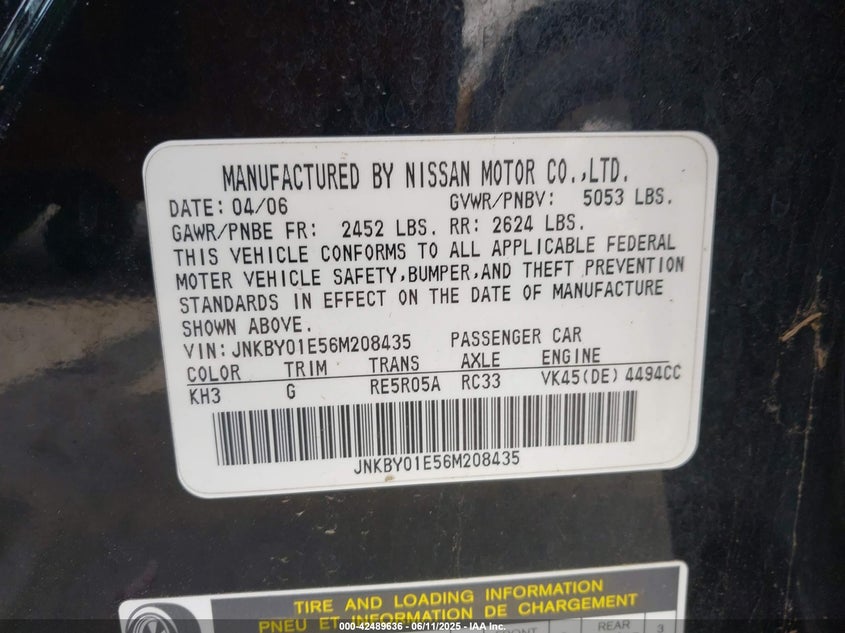 MANUFACTURED BY NISSAN MOTOR CO.,LTD.
DATE: 04/06 GVWR/PNBV: 5053 LBS.
GAWR/PNBE FR: 2452 LBS. RR: 2624 LBS.
THIS VEHICLE CONFORMS TO ALL APPLICABLE FEDERAL
MOTER VEHICLE SAFETY,BUMPER,AND THEFT PREVENTION
STANDARDS IN EFFECT ON THE DATE OF MANUFACTURE
SHOWN ABOVE.
VIN:JNKBY01E56M208435 PASSENGER CAR
COLOR TRIM TRANS AXLE ENGINE
KH3 G RE5R05A RC33 VK45(DE)4494CC
JNKBY01E56M208435
TIRE AND LOADING INFORMATION
PNEU ET INFORMATION DE CHARGEMENT
REAR 3
000-42489636 - 06/11/2025 - IAA Inc.